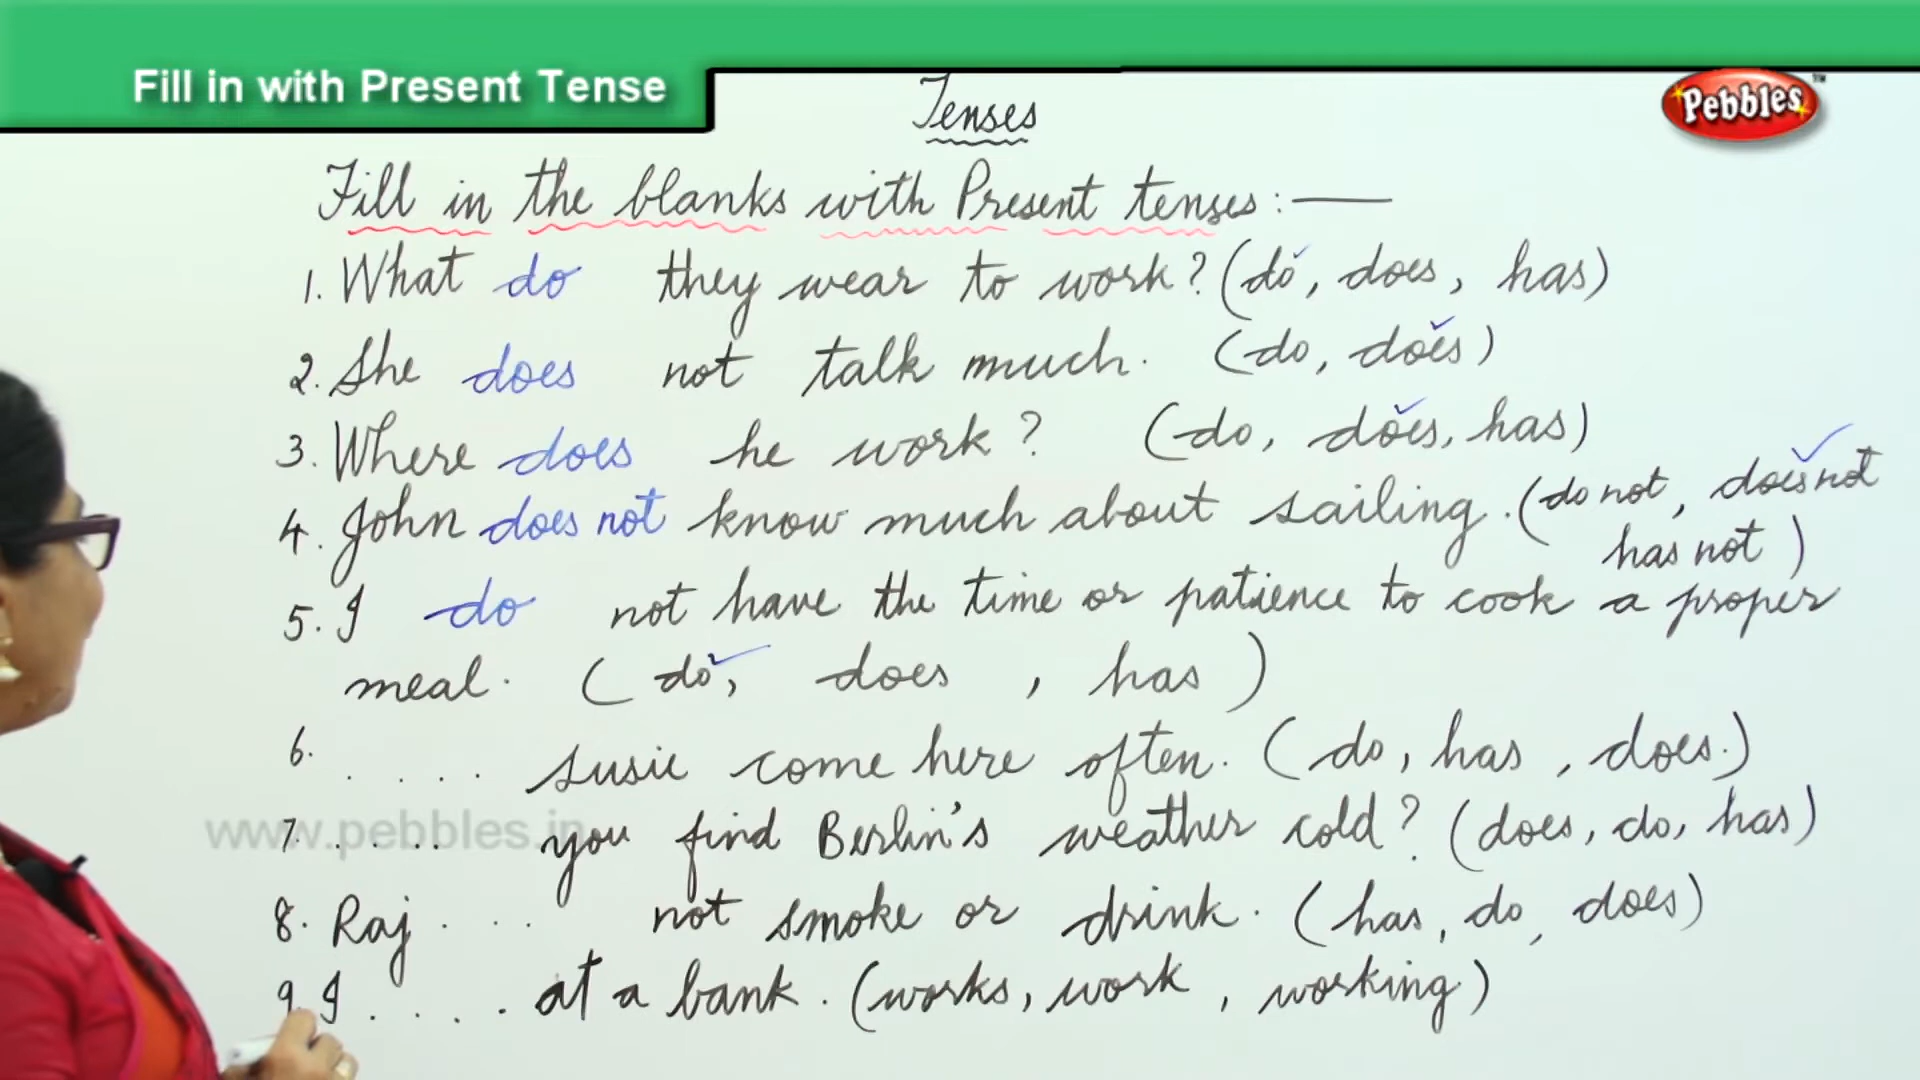 Fill in with Present Tense
Tenses
Pebbles™
Fill in the blanks with Present tenses:—
1. What do they wear to work? (do, does, has)
2. She does not talk much. (do, does)
3. Where does he work? (do, does, has)
4. John does not know much about sailing. (do not, does not
has not)
5. I do not have the time or patience to cook a proper
meal. (do, does, has)
6. .... susie come here often. (do, has, does.)
www.pebbles.in
7. ..... you find Berlin's weather cold? (does, do, has)
8. Raj ... not smoke or drink. (has, do, does)
9. I .... at a bank. (works, work, working)